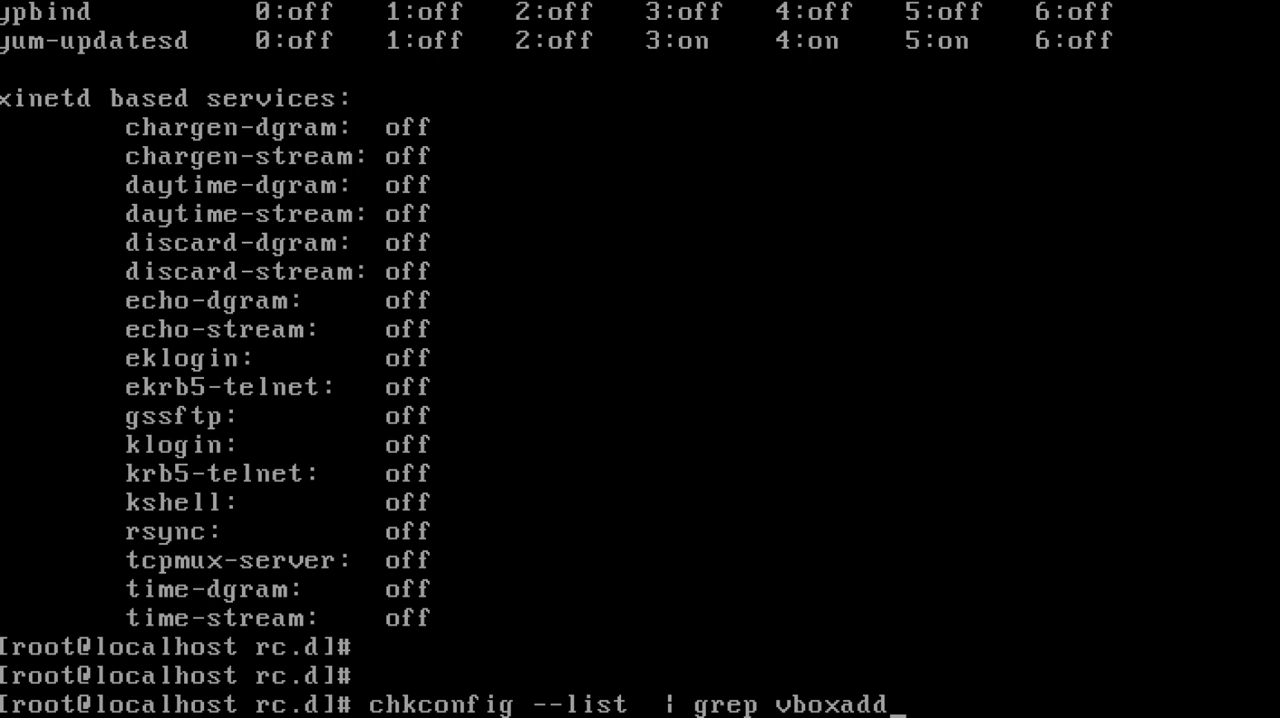 ypbind 0:off 1:off 2:off 3:off 4:off 5:off 6:off
yum-updatesd 0:off 1:off 2:off 3:on 4:on 5:on 6:off
xinetd based services:
chargen-dgram: off
chargen-stream: off
daytime-dgram: off
daytime-stream: off
discard-dgram: off
discard-stream: off
echo-dgram: off
echo-stream: off
eklogin: off
ekrb5-telnet: off
gssftp: off
klogin: off
krb5-telnet: off
kshell: off
rsync: off
tcpmux-server: off
time-dgram: off
time-stream: off
[root@localhost rc.d]#
[root@localhost rc.d]#
[root@localhost rc.d]# chkconfig --list  | grep vboxadd_